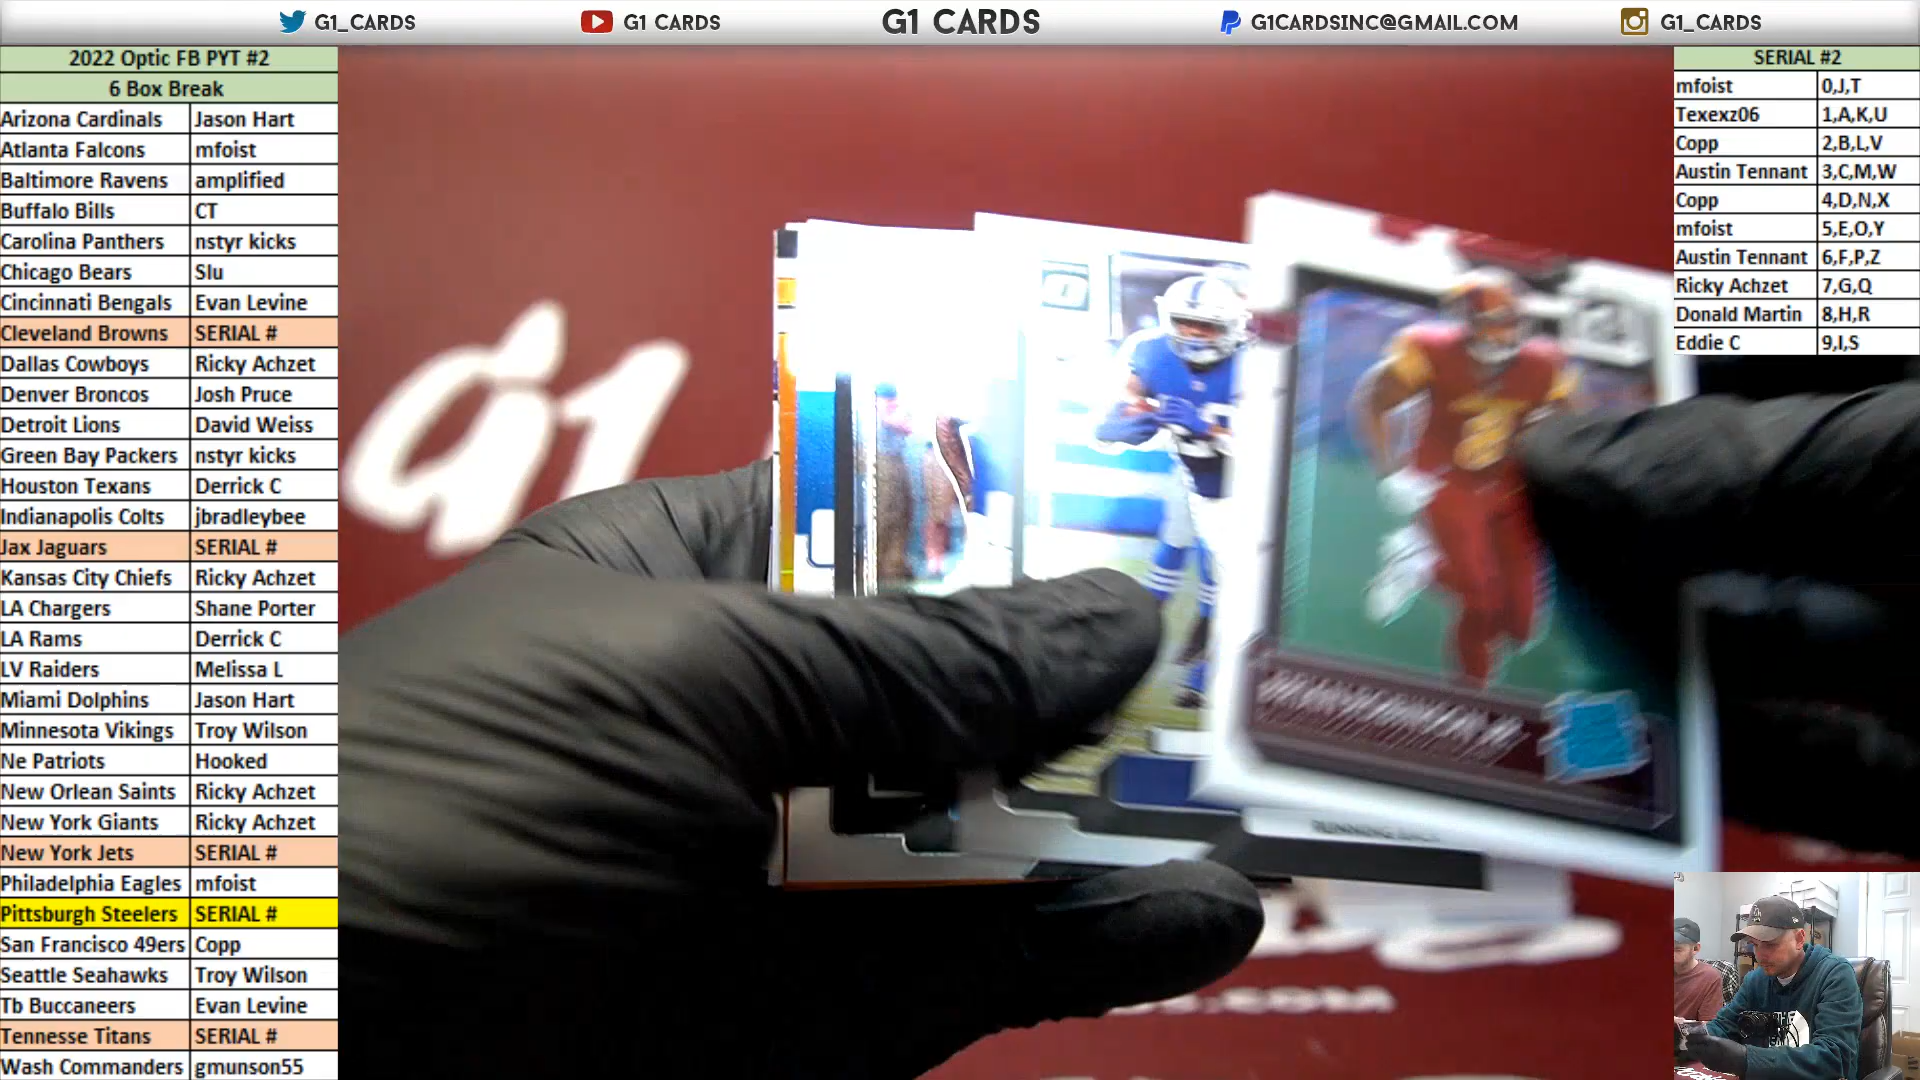 G1_CARDS G1 CARDS G1 CARDS G1CARDSINC@GMAIL.COM G1_CARDS
2022 Optic FB PYT #2
6 Box Break
Arizona Cardinals Jason Hart
Atlanta Falcons mfoist
Baltimore Ravens amplified
Buffalo Bills CT
Carolina Panthers nstyr kicks
Chicago Bears Slu
Cincinnati Bengals Evan Levine
Cleveland Browns SERIAL #
Dallas Cowboys Ricky Achzet
Denver Broncos Josh Pruce
Detroit Lions David Weiss
Green Bay Packers nstyr kicks
Houston Texans Derrick C
Indianapolis Colts jbradleybee
Jax Jaguars SERIAL #
Kansas City Chiefs Ricky Achzet
LA Chargers Shane Porter
LA Rams Derrick C
LV Raiders Melissa L
Miami Dolphins Jason Hart
Minnesota Vikings Troy Wilson
Ne Patriots Hooked
New Orlean Saints Ricky Achzet
New York Giants Ricky Achzet
New York Jets SERIAL #
Philadelphia Eagles mfoist
Pittsburgh Steelers SERIAL #
San Francisco 49ers Copp
Seattle Seahawks Troy Wilson
Tb Buccaneers Evan Levine
Tennesse Titans SERIAL #
Wash Commanders gmunson55
SERIAL #2
mfoist 0,J,T
Texexz06 1,A,K,U
Copp 2,B,L,V
Austin Tennant 3,C,M,W
Copp 4,D,N,X
mfoist 5,E,O,Y
Austin Tennant 6,F,P,Z
Ricky Achzet 7,G,Q
Donald Martin 8,H,R
Eddie C 9,I,S
g1
RUNNING BACK